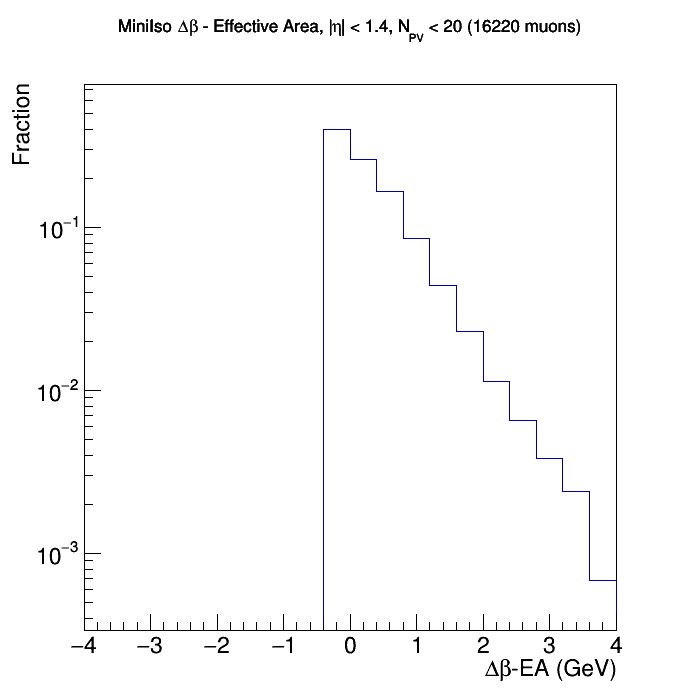 MiniIso Δβ - Effective Area, |η| < 1.4, N_PV < 20 (16220 muons)
Fraction
10⁻¹
10⁻²
10⁻³
−4 −3 −2 −1 0 1 2 3 4
Δβ-EA (GeV)